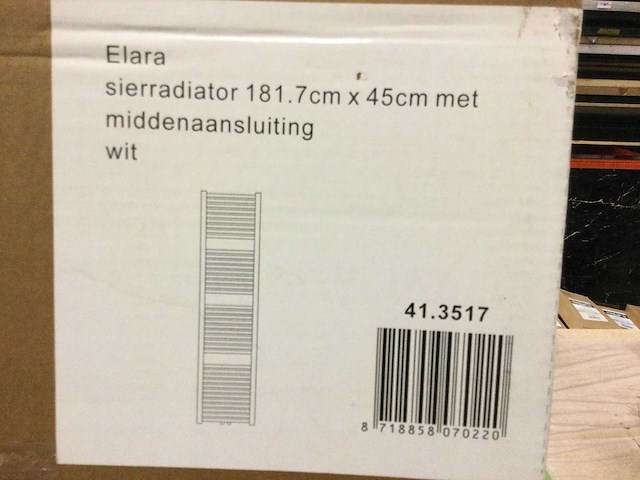 Elara
sierradiator 181.7cm x 45cm met
middenaansluiting
wit
41.3517
8 718858 070220